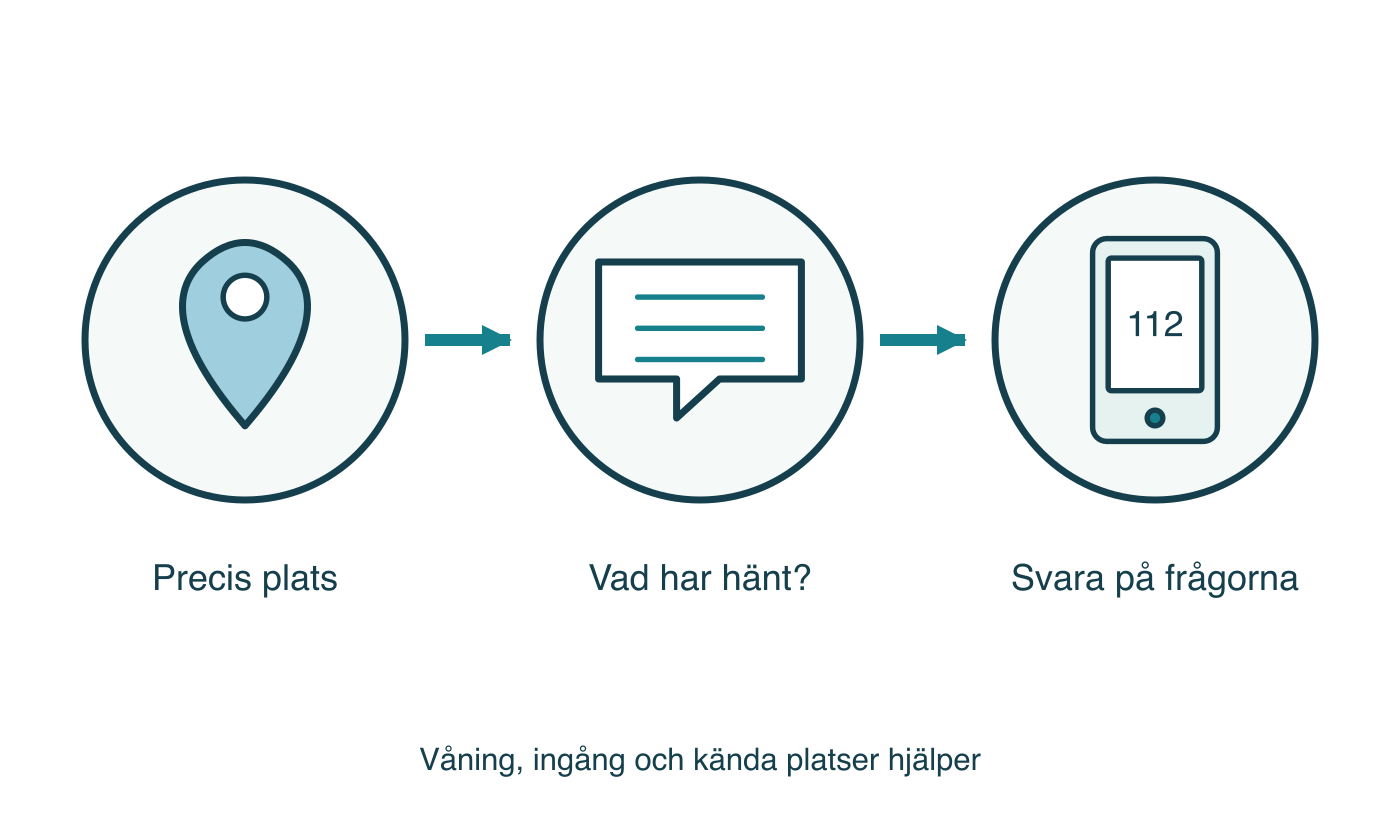 112
Precis plats
Vad har hänt?
Svara på frågorna
Våning, ingång och kända platser hjälper